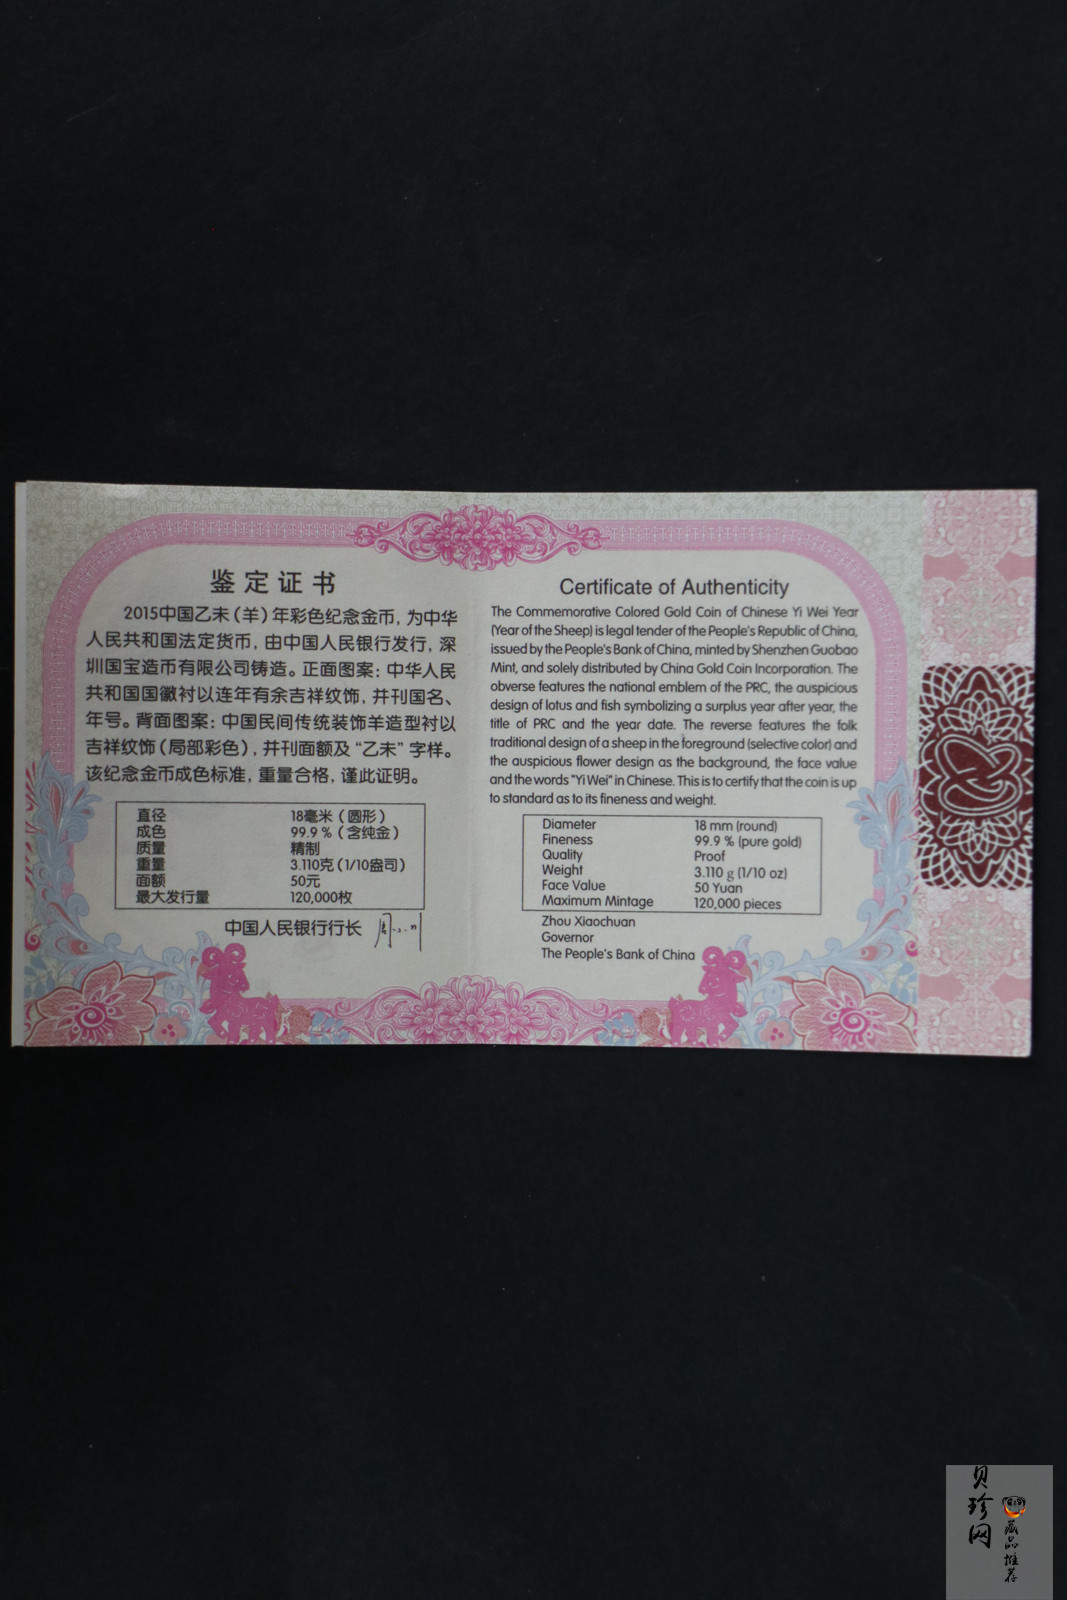 鉴定证书
2015中国乙未（羊）年彩色纪念金币，为中华
人民共和国法定货币，由中国人民银行发行，深
圳国宝造币有限公司铸造。正面图案：中华人民
共和国国徽衬以连年有余吉祥纹饰，并刊国名、
年号。背面图案：中国民间传统装饰羊造型衬以
吉祥纹饰（局部彩色），并刊面额及“乙未”字样。
该纪念金币成色标准，重量合格，谨此证明。
直径 18毫米（圆形）
成色 99.9 %（含纯金）
质量 精制
重量 3.110克（1/10盎司）
面额 50元
最大发行量 120,000枚
中国人民银行行长
Certificate of Authenticity
The Commemorative Colored Gold Coin of Chinese Yi Wei Year
(Year of the Sheep) is legal tender of the People's Republic of China,
issued by the People's Bank of China, minted by Shenzhen Guobao
Mint, and solely distributed by China Gold Coin Incorporation. The
obverse features the national emblem of the PRC, the auspicious
design of lotus and fish symbolizing a surplus year after year, the
title of PRC and the year date. The reverse features the folk
traditional design of a sheep in the foreground (selective color) and
the auspicious flower design as the background, the face value
and the words "Yi Wei" in Chinese. This is to certify that the coin is up
to standard as to its fineness and weight.
Diameter 18 mm (round)
Fineness 99.9 % (pure gold)
Quality Proof
Weight 3.110 g (1/10 oz)
Face Value 50 Yuan
Maximum Mintage 120,000 pieces
Zhou Xiaochuan
Governor
The People's Bank of China
贝珍网
藏品推荐